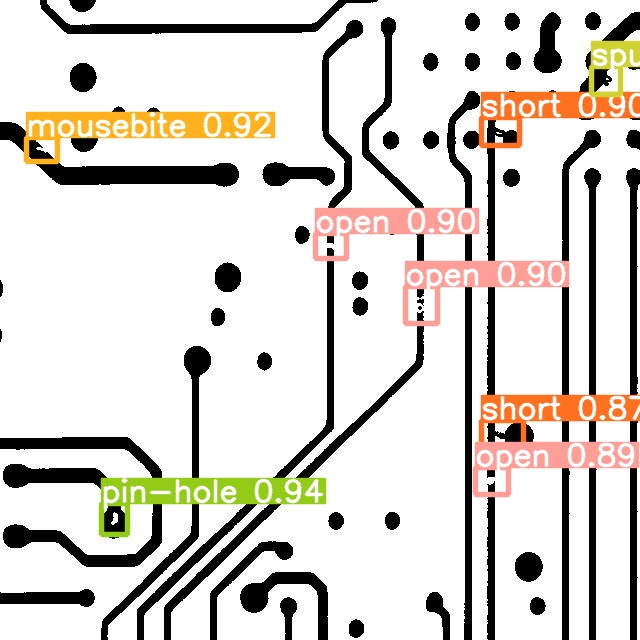 spu
short 0.90
mousebite 0.92
open 0.90
open 0.90
short 0.87
open 0.89
pin-hole 0.94